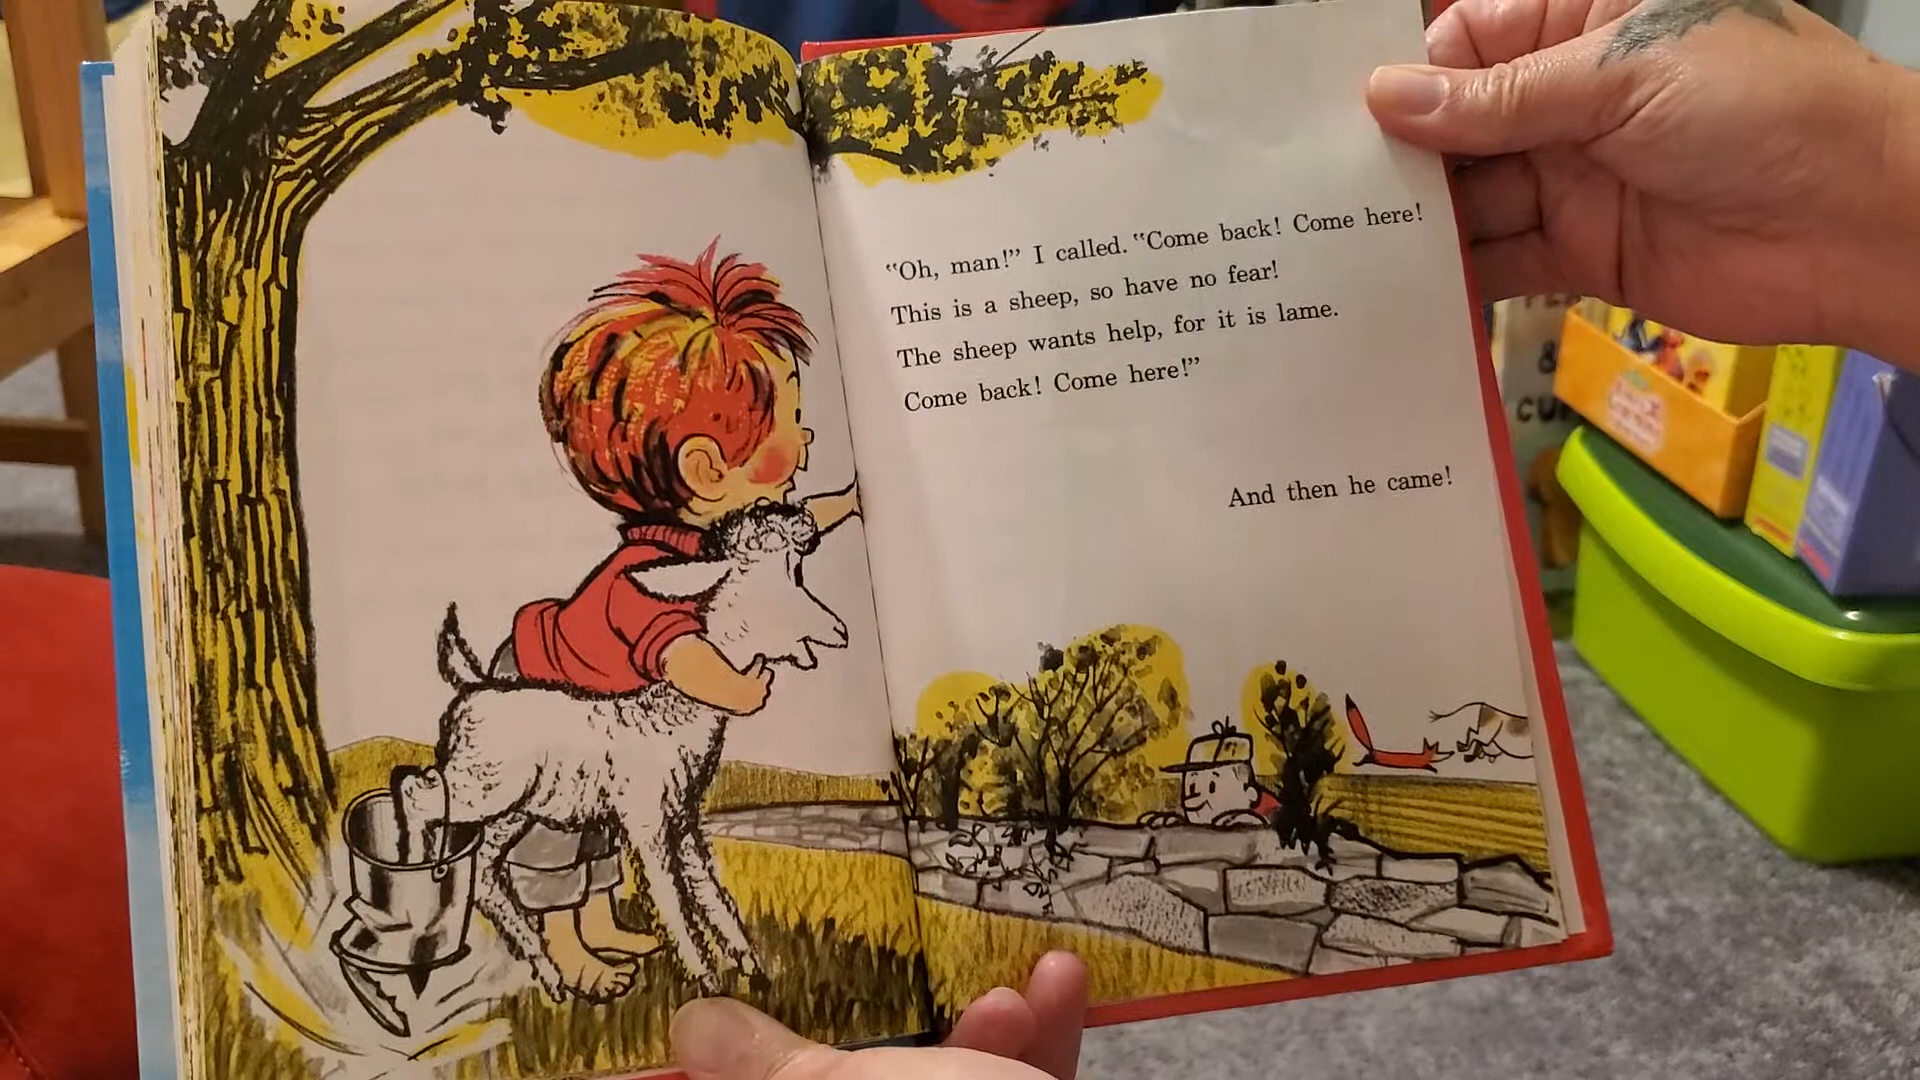 “Oh, man!” I called. “Come back! Come here!
This is a sheep, so have no fear!
The sheep wants help, for it is lame.
Come back! Come here!”
And then he came!